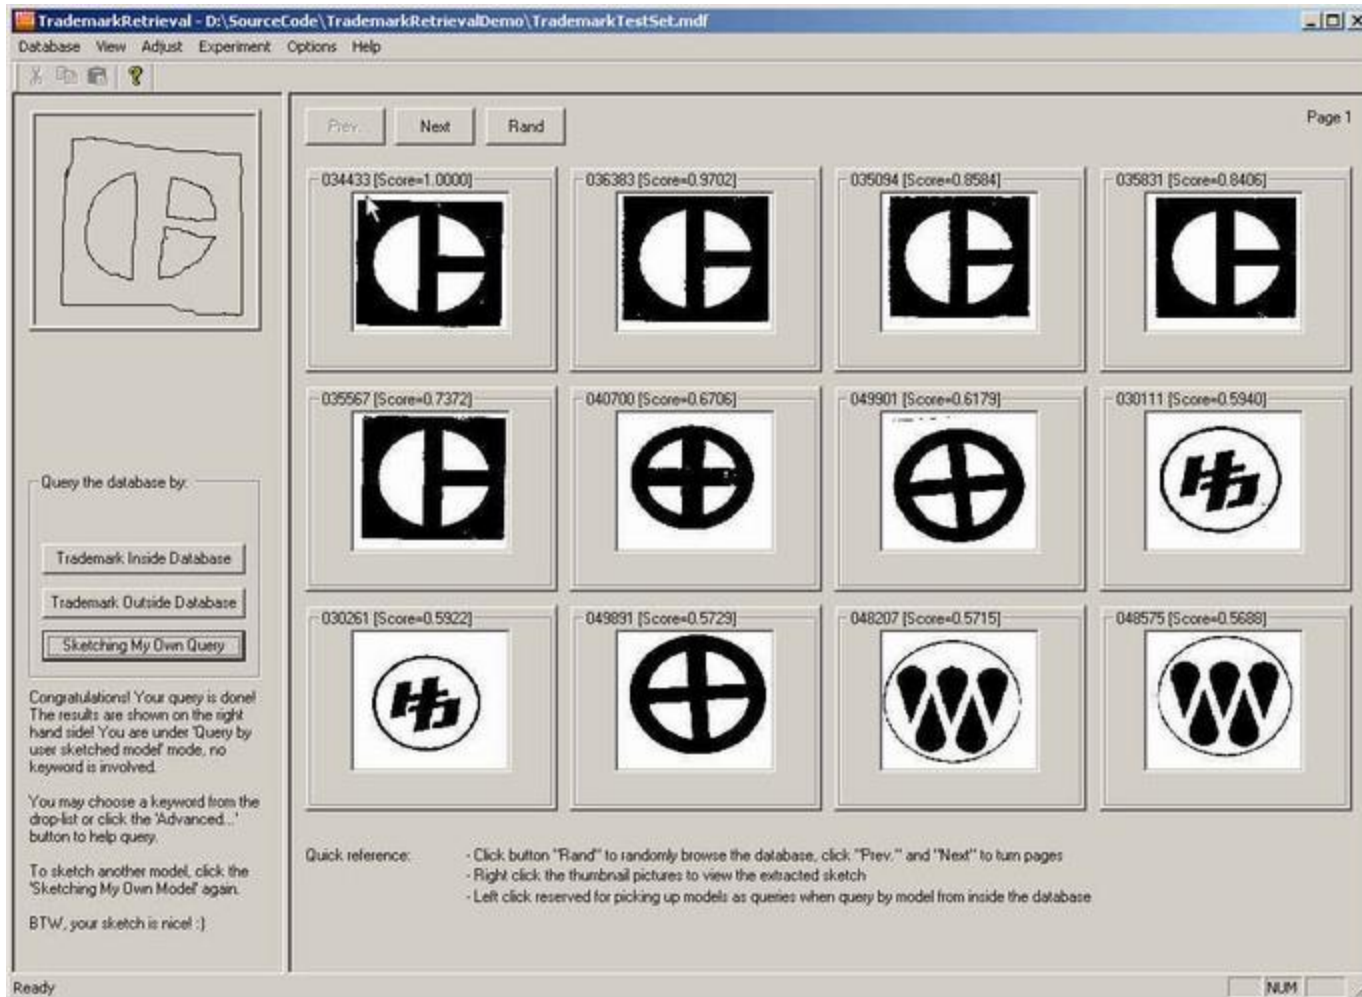 TrademarkRetrieval - D:\SourceCode\TrademarkRetrievalDemo\TrademarkTestSet.mdf
Database View Adjust Experiment Options Help
Prev. Next Rand
Page 1
034433 [Score=1.0000] 036383 [Score=0.9702] 035094 [Score=0.8584] 035831 [Score=0.8406]
035567 [Score=0.7372] 040700 [Score=0.6706] 049901 [Score=0.6179] 030111 [Score=0.5940]
030261 [Score=0.5922] 049891 [Score=0.5729] 048207 [Score=0.5715] 048575 [Score=0.5688]
Query the database by:
Trademark Inside Database
Trademark Outside Database
Sketching My Own Query
Congratulations! Your query is done!
The results are shown on the right
hand side! You are under 'Query by
user sketched model' mode, no
keyword is involved.
You may choose a keyword from the
drop-list or click the 'Advanced...'
button to help query.
To sketch another model, click the
'Sketching My Own Model' again.
BTW, your sketch is nice! :)
Quick reference: - Click button "Rand" to randomly browse the database, click "Prev." and "Next" to turn pages
- Right click the thumbnail pictures to view the extracted sketch
- Left click reserved for picking up models as queries when query by model from inside the database
Ready NUM